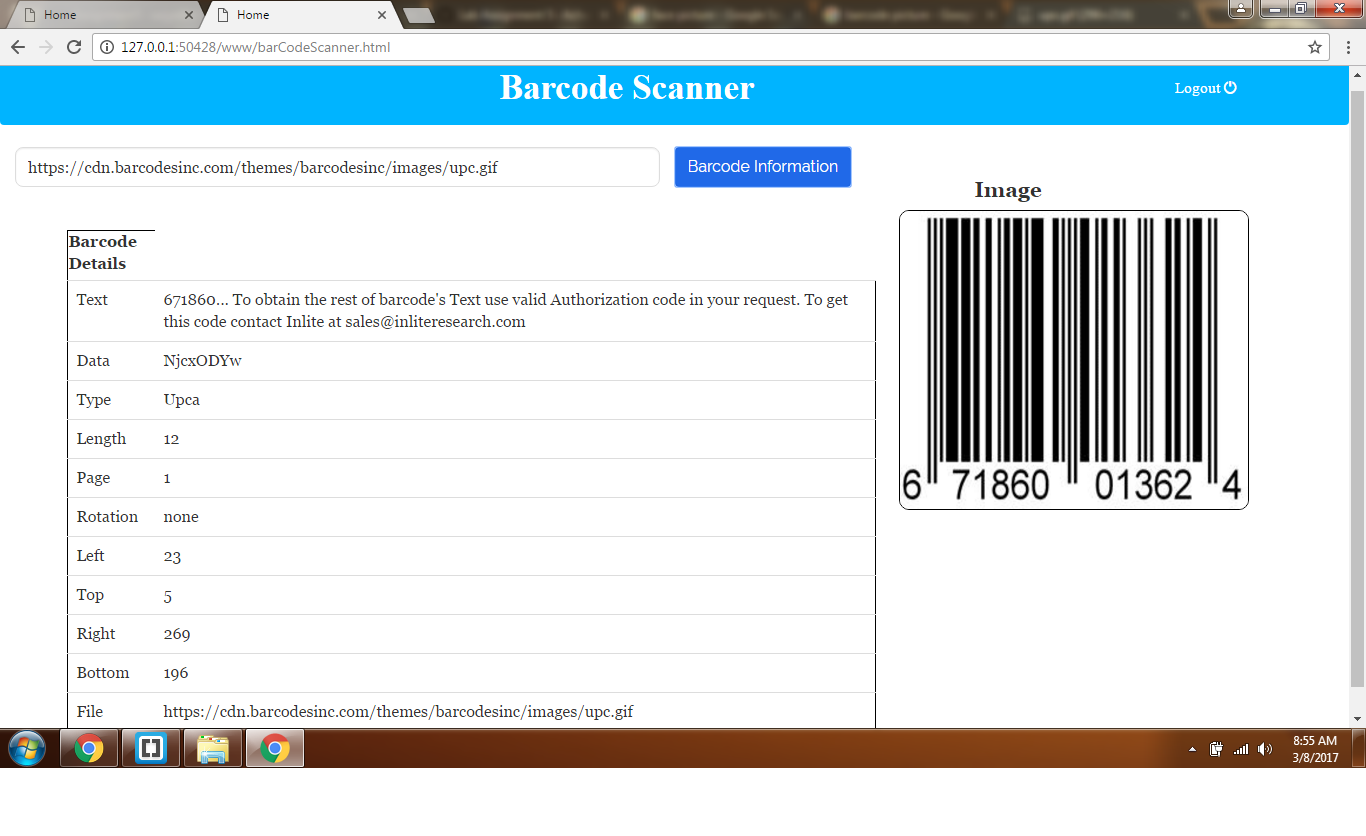 Home
Home
127.0.0.1:50428/www/barCodeScanner.html
Barcode Scanner
Logout
https://cdn.barcodesinc.com/themes/barcodesinc/images/upc.gif
Barcode Information
Image
Barcode
Details
Text 671860... To obtain the rest of barcode's Text use valid Authorization code in your request. To get
this code contact Inlite at sales@inliteresearch.com
Data NjcxODYw
Type Upca
Length 12
Page 1
Rotation none
Left 23
Top 5
Right 269
Bottom 196
File https://cdn.barcodesinc.com/themes/barcodesinc/images/upc.gif
6 71860 01362 4
8:55 AM
3/8/2017